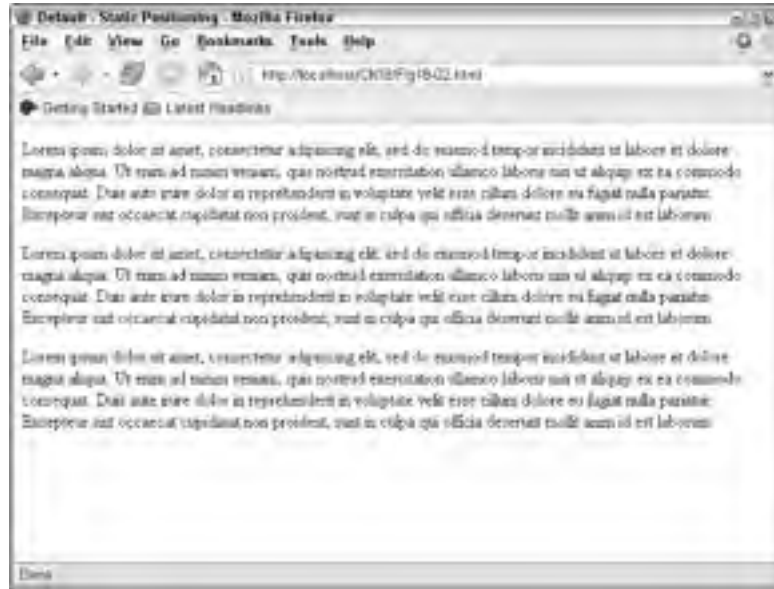 Default - Static Positioning - Mozilla Firefox
File Edit View Go Bookmarks Tools Help
http://localhost/Ch18/Fig18-02.html
Getting Started Latest Headlines
Lorem ipsum dolor sit amet, consectetur adipisicing elit, sed do eiusmod tempor incididunt ut labore et dolore
magna aliqua. Ut enim ad minim veniam, quis nostrud exercitation ullamco laboris nisi ut aliquip ex ea commodo
consequat. Duis aute irure dolor in reprehenderit in voluptate velit esse cillum dolore eu fugiat nulla pariatur.
Excepteur sint occaecat cupidatat non proident, sunt in culpa qui officia deserunt mollit anim id est laborum.
Lorem ipsum dolor sit amet, consectetur adipisicing elit, sed do eiusmod tempor incididunt ut labore et dolore
magna aliqua. Ut enim ad minim veniam, quis nostrud exercitation ullamco laboris nisi ut aliquip ex ea commodo
consequat. Duis aute irure dolor in reprehenderit in voluptate velit esse cillum dolore eu fugiat nulla pariatur.
Excepteur sint occaecat cupidatat non proident, sunt in culpa qui officia deserunt mollit anim id est laborum.
Lorem ipsum dolor sit amet, consectetur adipisicing elit, sed do eiusmod tempor incididunt ut labore et dolore
magna aliqua. Ut enim ad minim veniam, quis nostrud exercitation ullamco laboris nisi ut aliquip ex ea commodo
consequat. Duis aute irure dolor in reprehenderit in voluptate velit esse cillum dolore eu fugiat nulla pariatur.
Excepteur sint occaecat cupidatat non proident, sunt in culpa qui officia deserunt mollit anim id est laborum.
Done